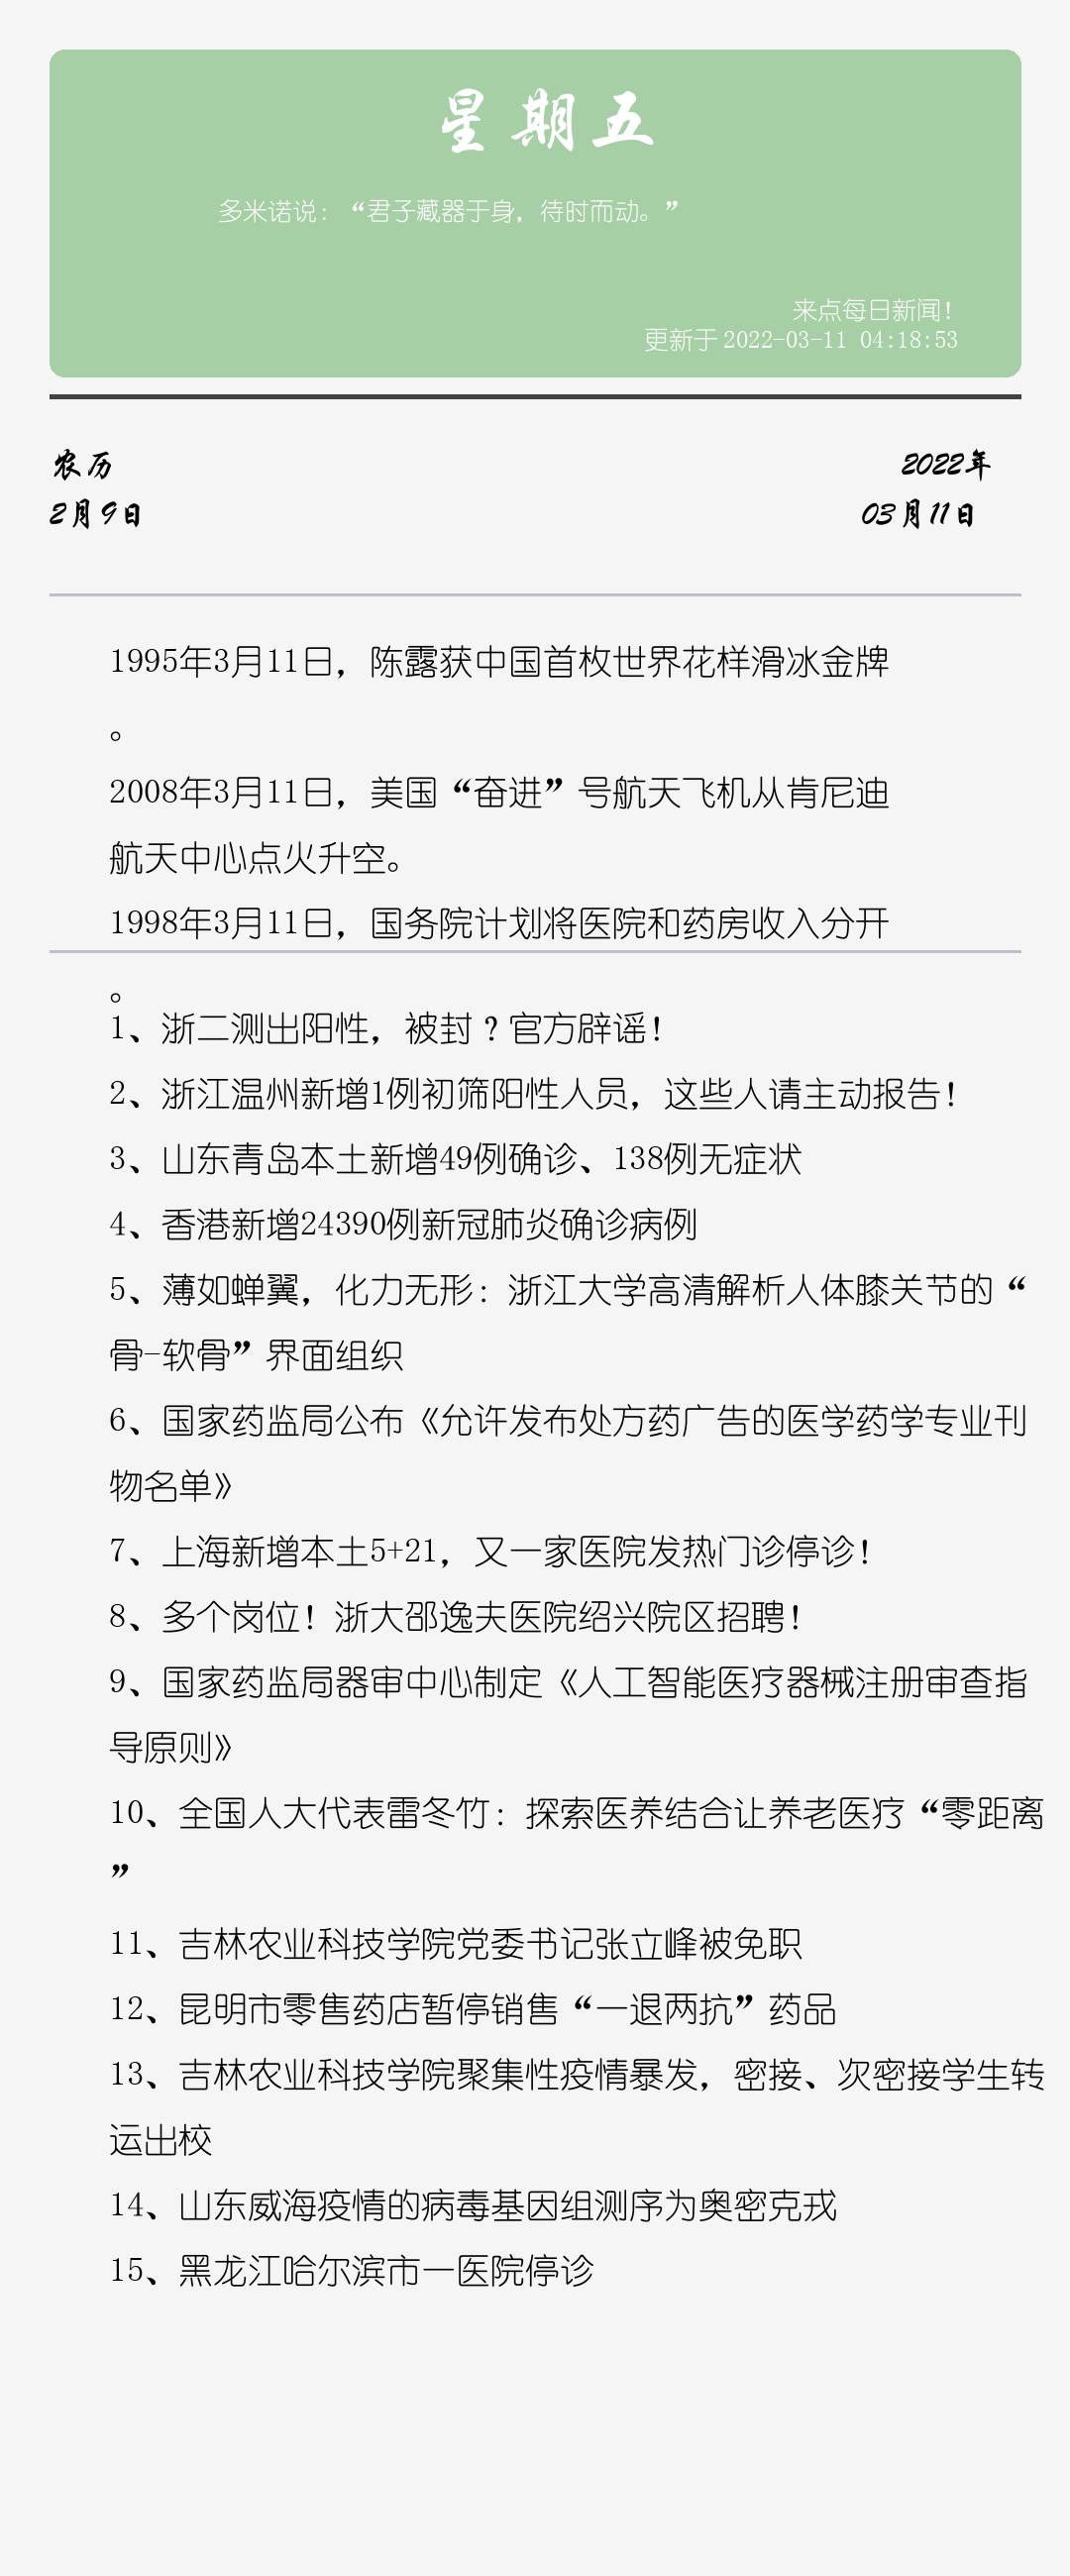 星期五
多米诺说：“君子藏器于身，待时而动。”
来点每日新闻！
更新于 2022-03-11 04:18:53
农历
2022年
2月9日
03月11日
1995年3月11日，陈露获中国首枚世界花样滑冰金牌
。
2008年3月11日，美国“奋进”号航天飞机从肯尼迪
航天中心点火升空。
1998年3月11日，国务院计划将医院和药房收入分开
。
1、浙二测出阳性，被封？官方辟谣！
2、浙江温州新增1例初筛阳性人员，这些人请主动报告！
3、山东青岛本土新增49例确诊、138例无症状
4、香港新增24390例新冠肺炎确诊病例
5、薄如蝉翼，化力无形：浙江大学高清解析人体膝关节的“
骨-软骨”界面组织
6、国家药监局公布《允许发布处方药广告的医学药学专业刊
物名单》
7、上海新增本土5+21，又一家医院发热门诊停诊！
8、多个岗位！浙大邵逸夫医院绍兴院区招聘！
9、国家药监局器审中心制定《人工智能医疗器械注册审查指
导原则》
10、全国人大代表雷冬竹：探索医养结合让养老医疗“零距离
”
11、吉林农业科技学院党委书记张立峰被免职
12、昆明市零售药店暂停销售“一退两抗”药品
13、吉林农业科技学院聚集性疫情暴发，密接、次密接学生转
运出校
14、山东威海疫情的病毒基因组测序为奥密克戎
15、黑龙江哈尔滨市一医院停诊